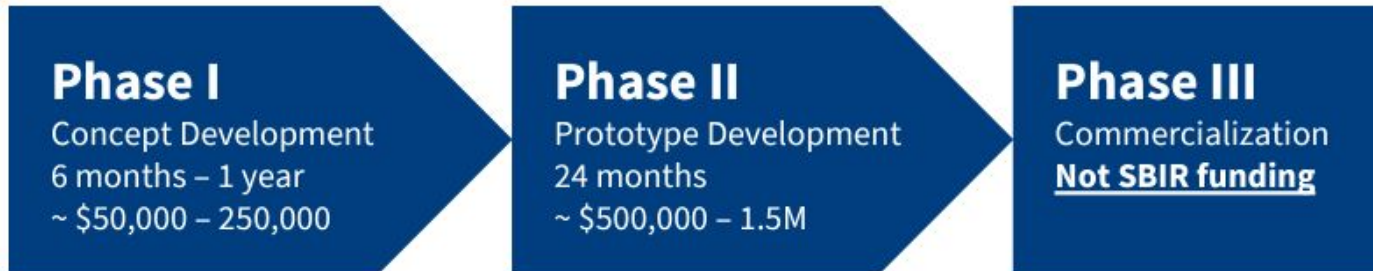 Phase I
Concept Development
6 months – 1 year
~ $50,000 – 250,000
Phase II
Prototype Development
24 months
~ $500,000 – 1.5M
Phase III
Commercialization
Not SBIR funding